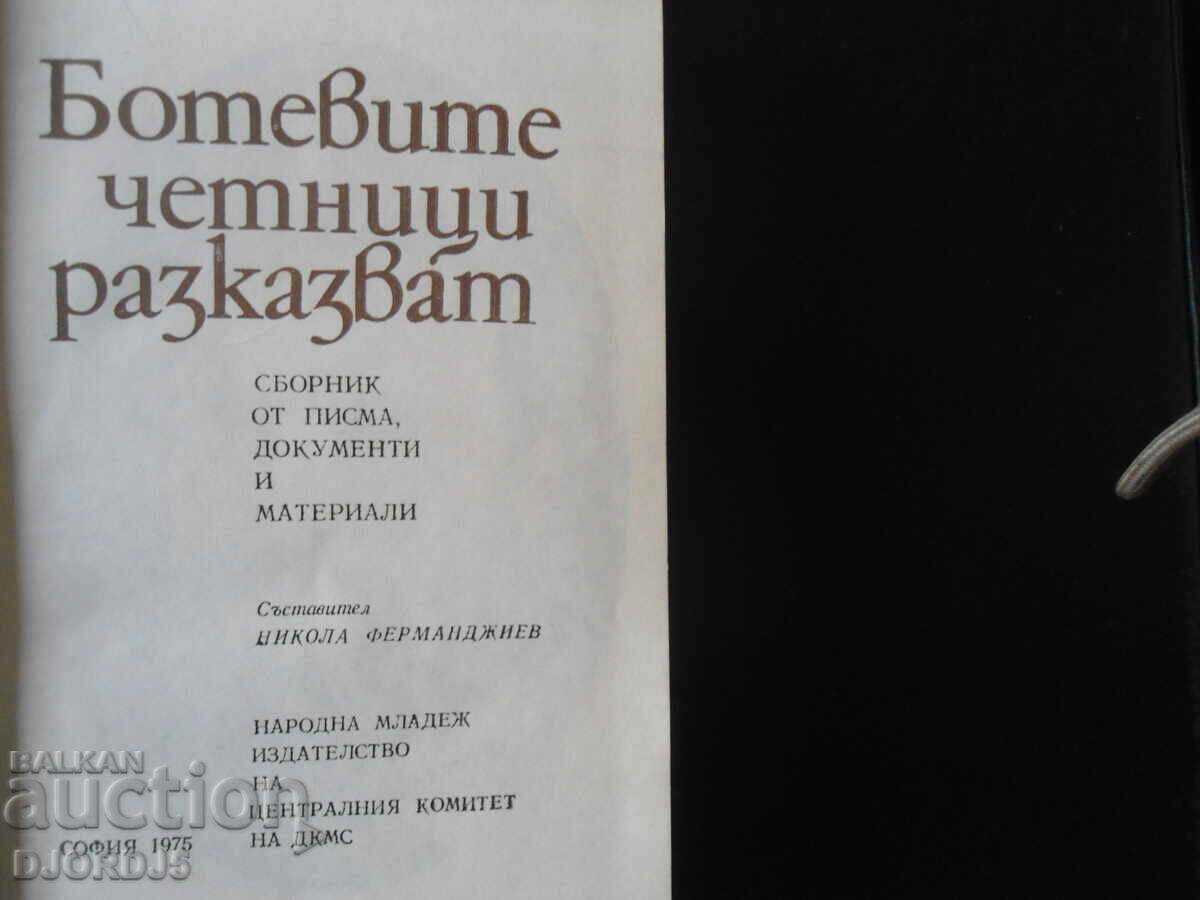 Ботевите
четници
разказват
СБОРНИК
ОТ ПИСМА,
ДОКУМЕНТИ
И
МАТЕРИАЛИ
Съставител
НИКОЛА ФЕРМАНДЖИЕВ
НАРОДНА МЛАДЕЖ
ИЗДАТЕЛСТВО
НА
ЦЕНТРАЛНИЯ КОМИТЕТ
НА ДКМС
СОФИЯ 1975
BALKAN
auction
DJORDJ5